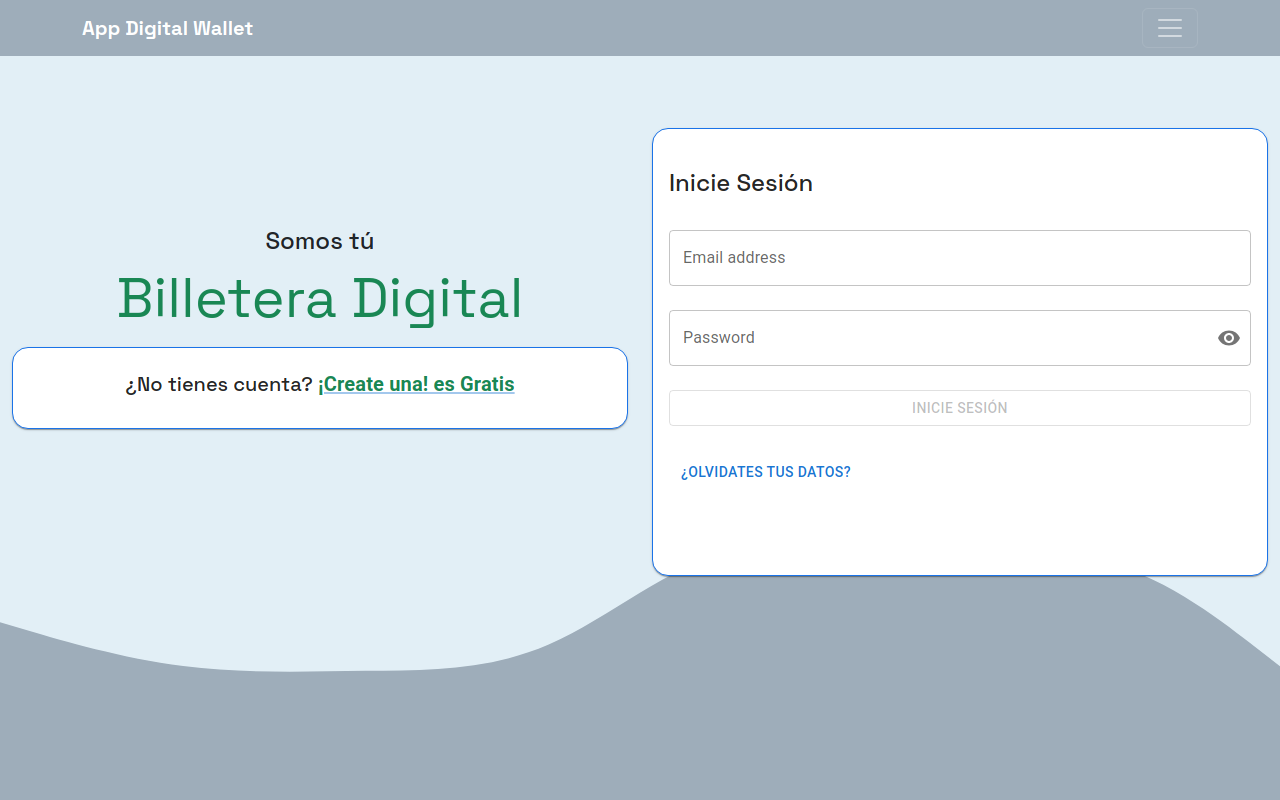 App Digital Wallet
Somos tú
Billetera Digital
¿No tienes cuenta? ¡Create una! es Gratis
Inicie Sesión
Email address
Password
INICIE SESIÓN
¿OLVIDATES TUS DATOS?